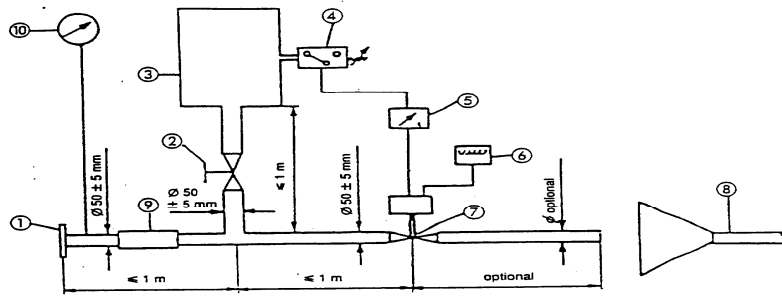 10
4
3
5
2
6
≤ 1 m
Ø 50 ± 5 mm
Ø 50
± 5 mm
Ø 50 ± 5 mm
Ø optional
1
9
7
8
≤ 1 m
≤ 1 m
optional